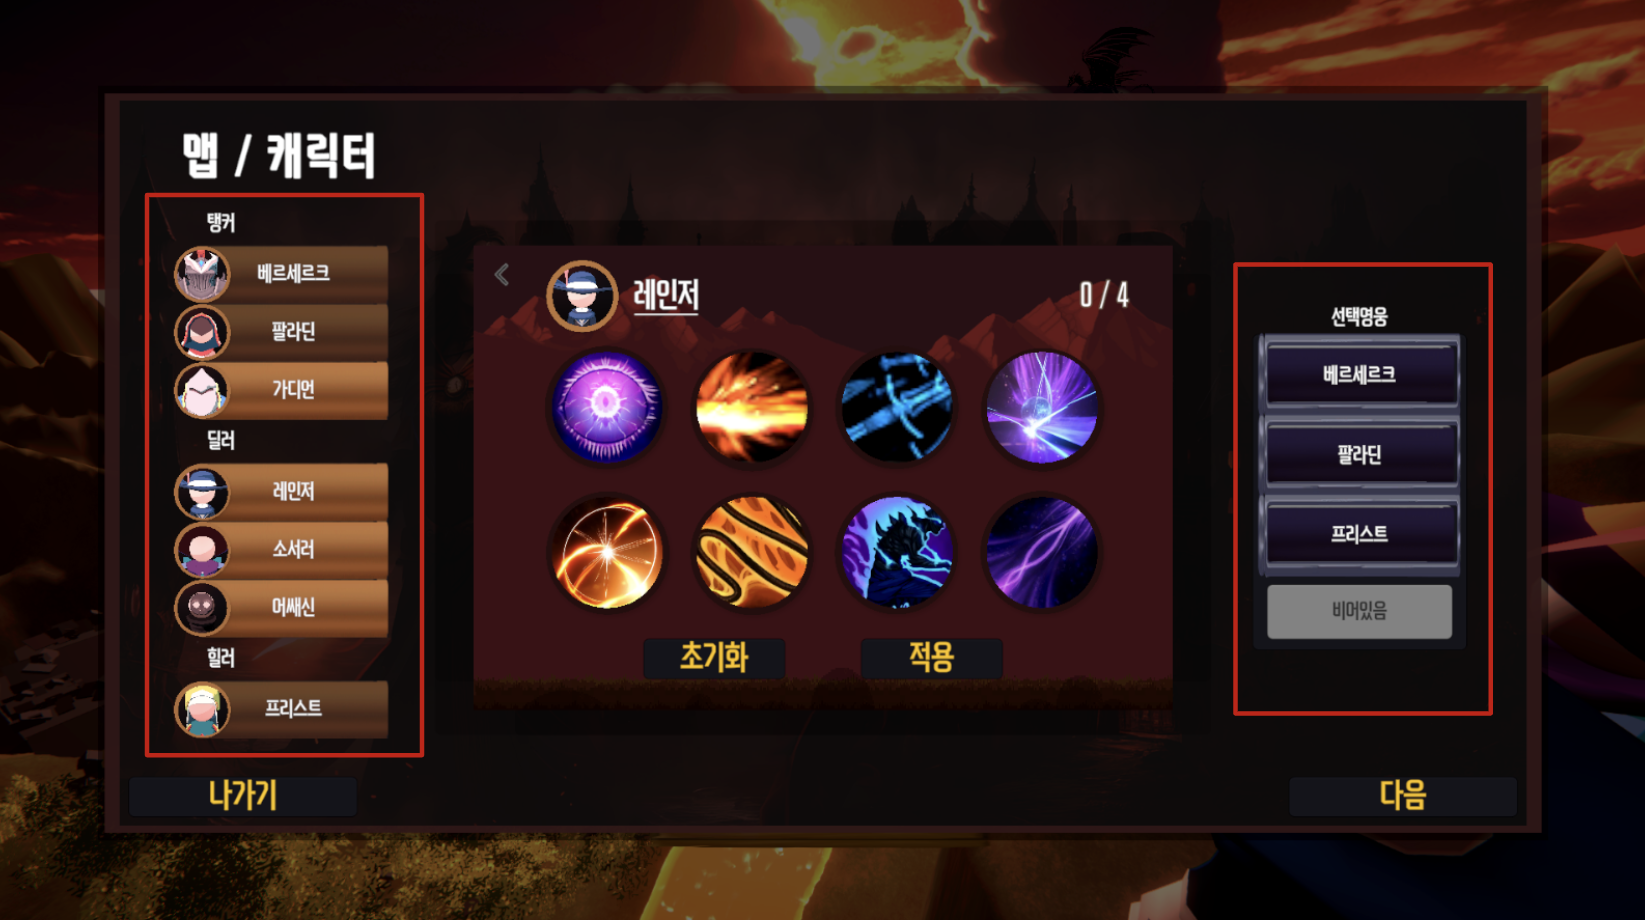 맵 / 캐릭터
탱커
베르세르크
팔라딘
가디언
딜러
레인저
소서러
어쌔신
힐러
프리스트
나가기
레인저
0 / 4
초기화
적용
선택영웅
베르세르크
팔라딘
프리스트
비어있음
다음